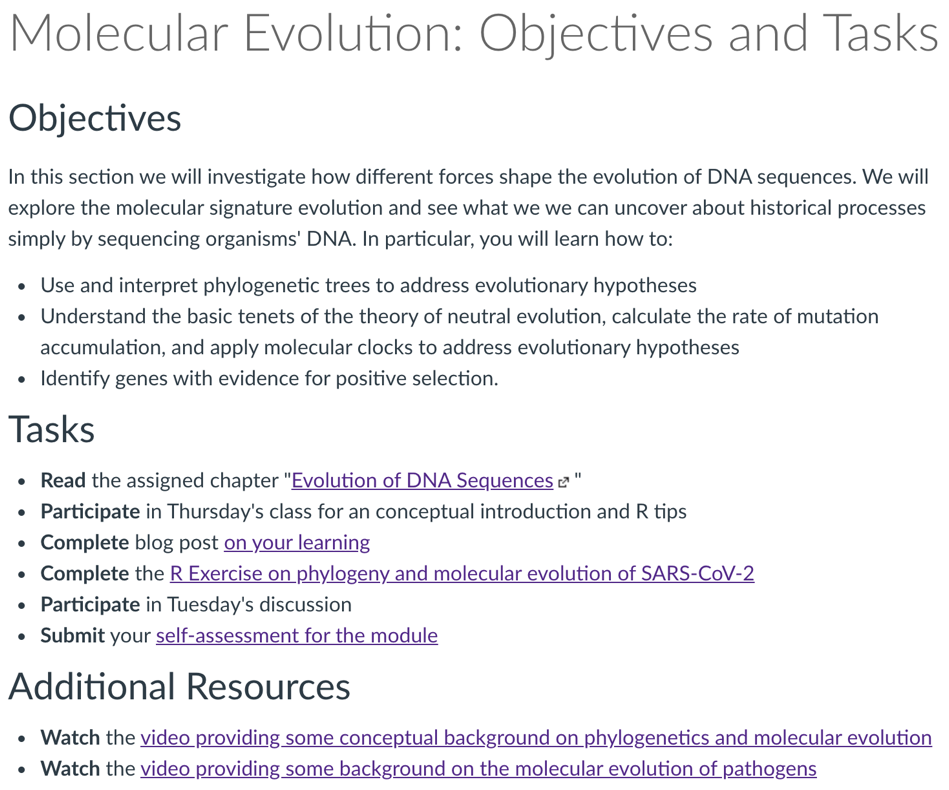 Molecular Evolution: Objectives and Tasks
Objectives
In this section we will investigate how different forces shape the evolution of DNA sequences. We will
explore the molecular signature evolution and see what we we can uncover about historical processes
simply by sequencing organisms' DNA. In particular, you will learn how to:
• Use and interpret phylogenetic trees to address evolutionary hypotheses
• Understand the basic tenets of the theory of neutral evolution, calculate the rate of mutation
accumulation, and apply molecular clocks to address evolutionary hypotheses
• Identify genes with evidence for positive selection.
Tasks
• Read the assigned chapter "Evolution of DNA Sequences "
• Participate in Thursday's class for an conceptual introduction and R tips
• Complete blog post on your learning
• Complete the R Exercise on phylogeny and molecular evolution of SARS-CoV-2
• Participate in Tuesday's discussion
• Submit your self-assessment for the module
Additional Resources
• Watch the video providing some conceptual background on phylogenetics and molecular evolution
• Watch the video providing some background on the molecular evolution of pathogens